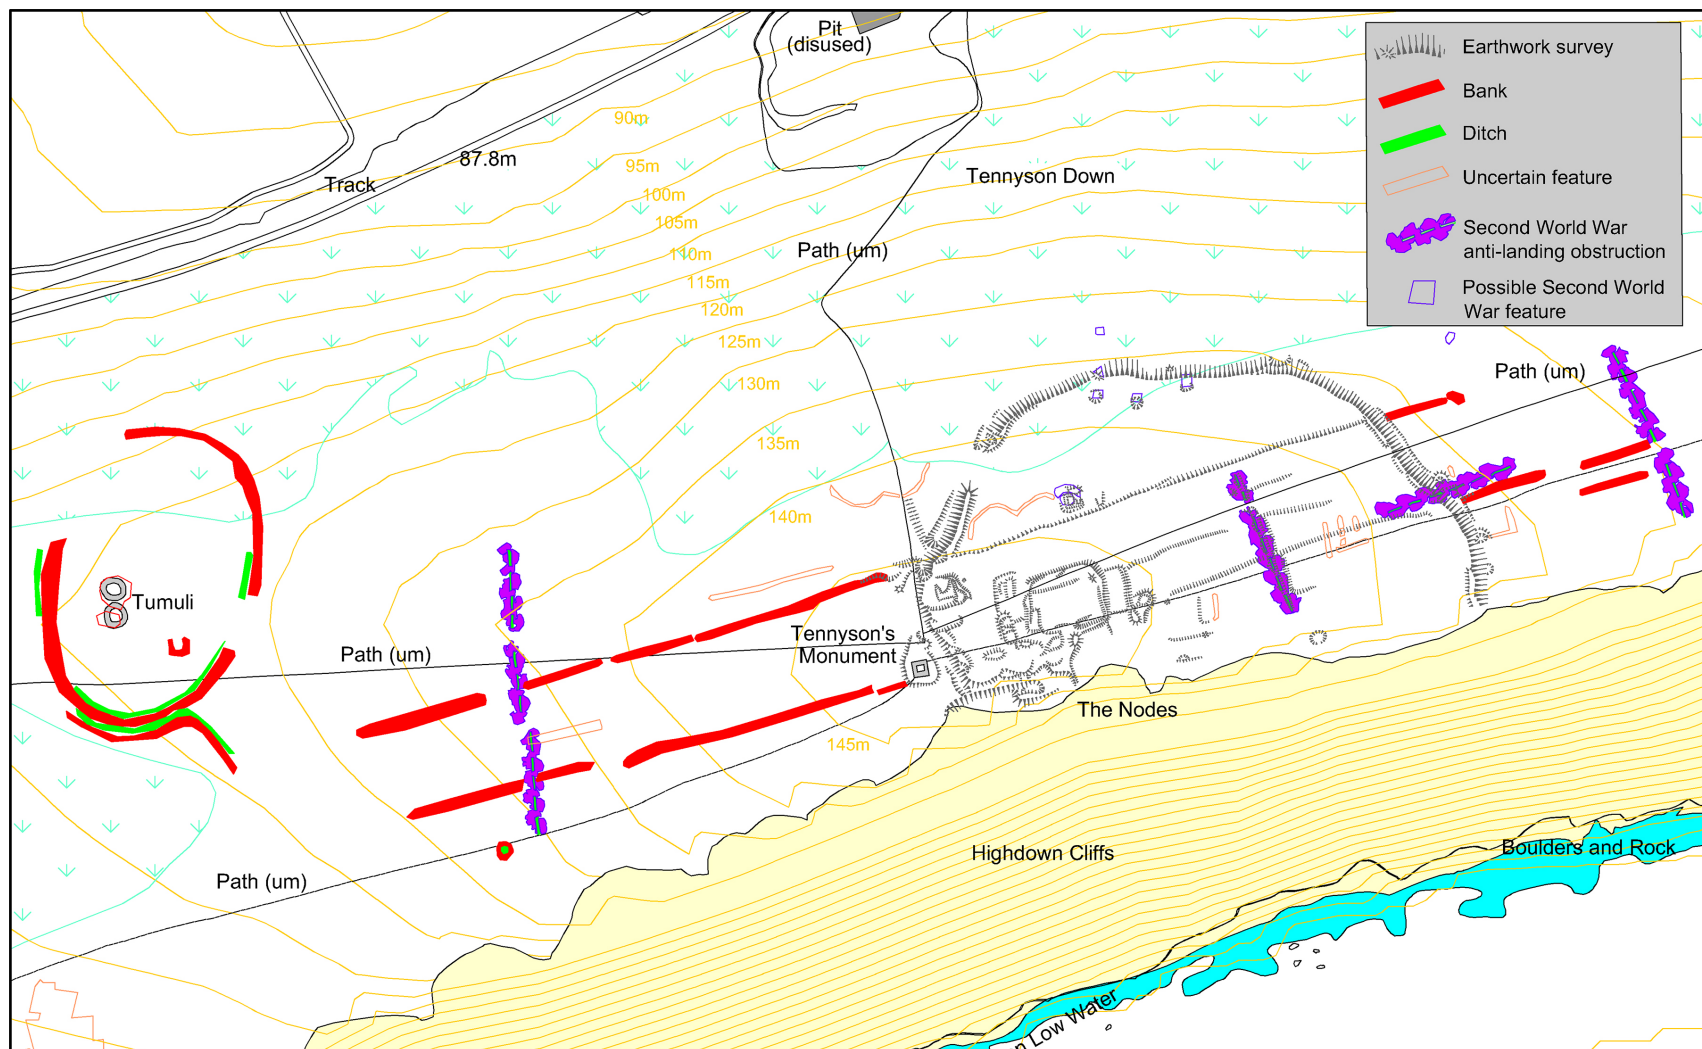 Pit
(disused)
Earthwork survey
Bank
Ditch
Uncertain feature
Second World War
anti-landing obstruction
Possible Second World
War feature
90m
87.8m
95m
Track
Tennyson Down
100m
105m
Path (um)
110m
115m
120m
125m
130m
Path (um)
135m
140m
Tumuli
Tennyson's
Monument
Path (um)
The Nodes
145m
Highdown Cliffs
Boulders and Rock
Path (um)
Low Water